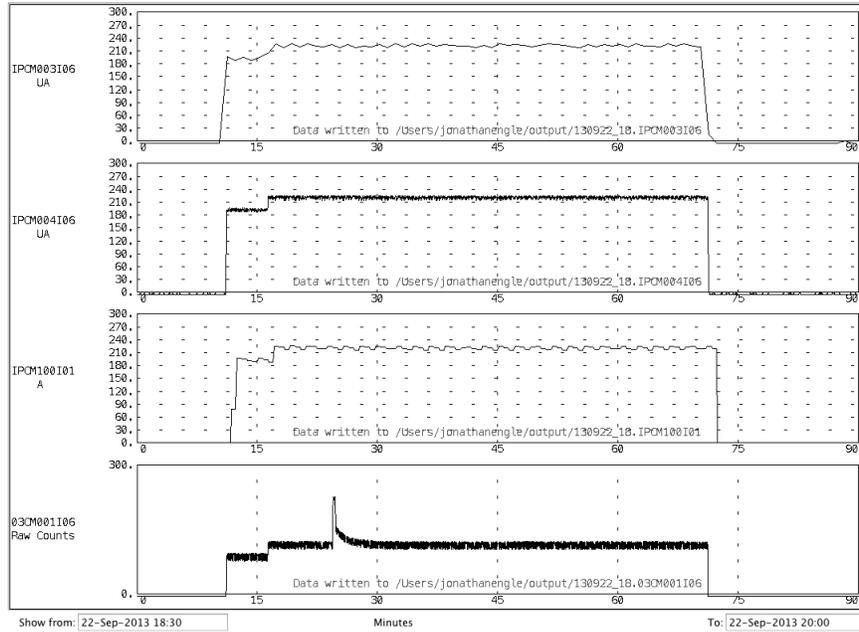 300.
270.
240.
210.
180.
150.
120.
90.
60.
30.
0.
IPCM003I06
UA
Data written to /Users/jonathanengle/output/130922_18.IPCM003I06
0 15 30 45 60 75 90
300.
270.
240.
210.
180.
150.
120.
90.
60.
30.
0.
IPCM004I06
UA
Data written to /Users/jonathanengle/output/130922_18.IPCM004I06
0 15 30 45 60 75 90
300.
270.
240.
210.
180.
150.
120.
90.
60.
30.
0.
IPCM100I01
A
Data written to /Users/jonathanengle/output/130922_18.IPCM100I01
0 15 30 45 60 75 90
300.
0.
03CM001I06
Raw Counts
Data written to /Users/jonathanengle/output/130922_18.03CM001I06
0 15 30 45 60 75 90
Show from: 22-Sep-2013 18:30 Minutes To: 22-Sep-2013 20:00